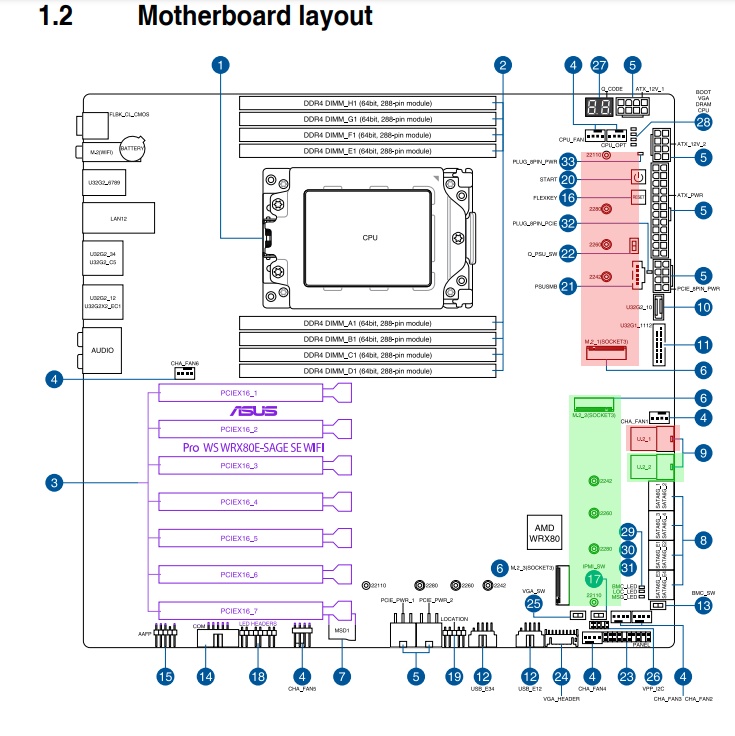 1.2 Motherboard layout
1
2
4
27
5
Q_CODE
ATX_12V_1
BOOT
VGA
DRAM
CPU
28
FLBK_CL_CMOS
DDR4 DIMM_H1 (64bit, 288-pin module)
DDR4 DIMM_G1 (64bit, 288-pin module)
DDR4 DIMM_F1 (64bit, 288-pin module)
DDR4 DIMM_E1 (64bit, 288-pin module)
88
CPU_FAN
CPU_OPT
ATX_12V_2
5
M.2(WIFI)
BATTERY
PLUG_8PIN_PWR
33
22110
START
20
FLEXKEY
16
RESET
ATX_PWR
5
U32G2_6789
LAN12
2280
PLUG_8PIN_PCIE
32
CPU
U32G2_34
U32G2_C5
Q_PSU_SW
22
2260
5
PCIE_8PIN_PWR
PSUSMB
21
2242
U32G2_12
U32G2X2_EC1
U32G2_10
10
U32G1_1112
11
AUDIO
DDR4 DIMM_A1 (64bit, 288-pin module)
DDR4 DIMM_B1 (64bit, 288-pin module)
DDR4 DIMM_C1 (64bit, 288-pin module)
DDR4 DIMM_D1 (64bit, 288-pin module)
M.2_1(SOCKET3)
6
CHA_FAN6
4
PCIEX16_1
ASUS
PCIEX16_2
Pro WS WRX80E-SAGE SE WIFI
PCIEX16_3
PCIEX16_4
PCIEX16_5
PCIEX16_6
PCIEX16_7
3
6
M.2_2(SOCKET3)
CHA_FAN1
4
U.2_1
U.2_2
9
2242
2260
2280
22110
SATA6G_1
SATA6G_2
SATA6G_3
SATA6G_4
SATA6G_E1
SATA6G_E2
SATA6G_E3
SATA6G_E4
8
AMD
WRX80
29
30
31
6
M.2_3(SOCKET3)
IPMI_SW
17
BMC_LED
LOC_LED
MSG_LED
BMC_SW
13
22110
2280
2260
2242
VGA_SW
25
PCIE_PWR_1
PCIE_PWR_2
AAFP
COM
LED HEADERS
MSD1
LOCATION
PANEL
15
14
18
4
7
5
19
12
12
24
4
23
26
4
CHA_FAN5
USB_E34
USB_E12
VGA_HEADER
CHA_FAN4
VPP_I2C
CHA_FAN3
CHA_FAN2